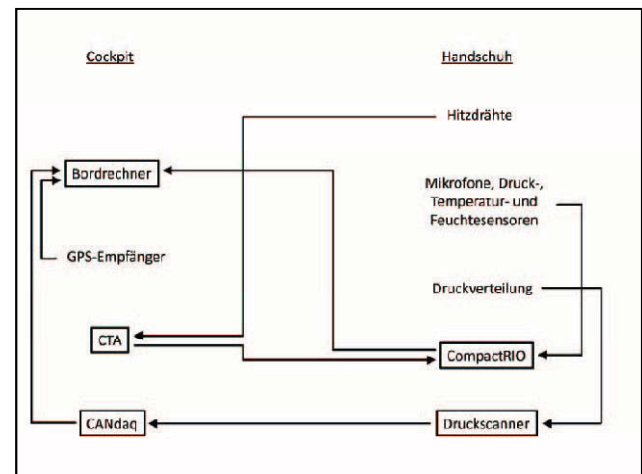 Cockpit
Handschuh
Hitzdrähte
Bordrechner
Mikrofone, Druck-,
Temperatur- und
Feuchtesensoren
GPS-Empfänger
Druckverteilung
CTA
CompactRIO
CANdaq
Druckscanner